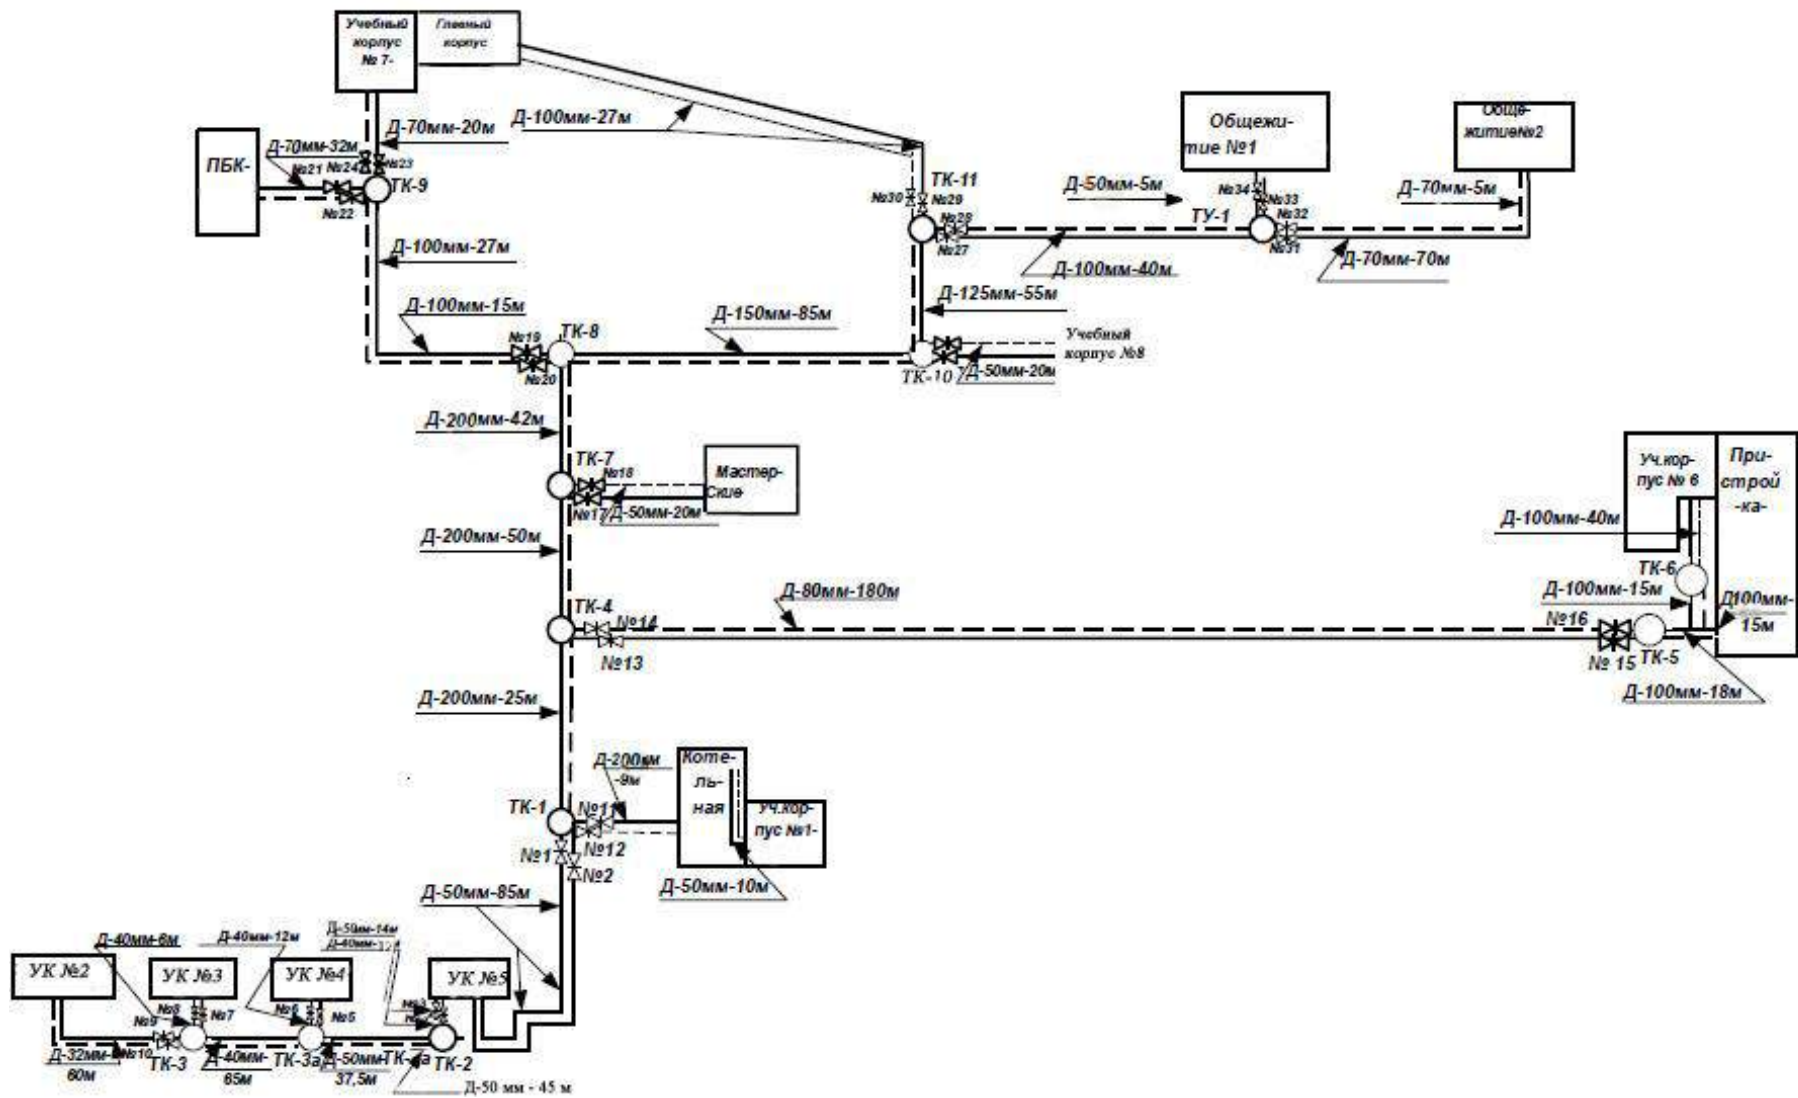 Учебный
корпус
№ 7-
Главный
корпус
Д-70мм-20м
Д-100мм-27м
ПБК-
Д-70мм-32м
№21
№24
№23
ТК-9
№22
Д-100мм-27м
Д-100мм-15м
№19
ТК-8
№20
Д-150мм-85м
ТК-11
№30
№29
№28
№27
Д-50мм-5м
Общежи-
тие №1
№34
№33
ТУ-1
№32
№31
Обще-
житие№2
Д-70мм-5м
Д-100мм-40м
Д-70мм-70м
Д-125мм-55м
Учебный
корпус №8
ТК-10
Д-50мм-20м
Д-200мм-42м
ТК-7
№18
Мастер-
Ские
№17
Д-50мм-20м
Д-200мм-50м
Уч.кор-
пус № 6
При-
строй
-ка-
Д-100мм-40м
ТК-6
ТК-4
№14
Д-80мм-180м
№13
Д-100мм-15м
Д100мм-
15м
№16
№ 15
ТК-5
Д-100мм-18м
Д-200мм-25м
Д-200мм
-9м
Коте-
ль-
ная
ТК-1
№11
№12
Уч.кор-
пус №1-
№1
№2
Д-50мм-10м
Д-50мм-85м
Д-40мм-6м
Д-40мм-12м
Д-50мм-14м
УК №2
УК №3
УК №4
УК №5
№8
№7
№6
№5
№3
№9
№10
ТК-3
ТК-3а
ТК-2
Д-32мм-
60м
Д-40мм-
65м
Д-50мм-
37,5м
Д-50 мм - 45 м